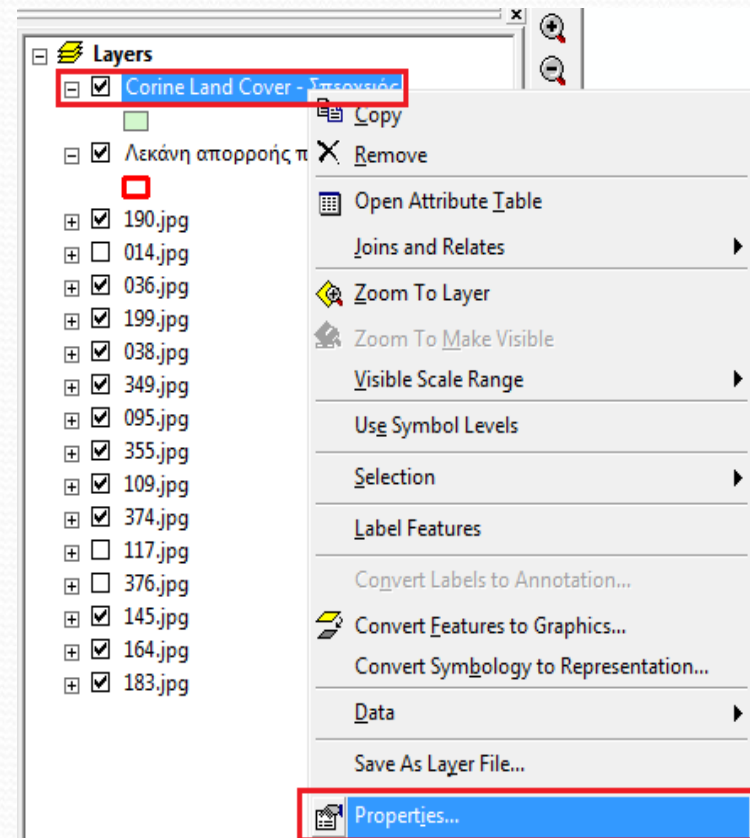 Layers
Corine Land Cover - Σπερχειός
Λεκάνη απορροής π
190.jpg
014.jpg
036.jpg
199.jpg
038.jpg
349.jpg
095.jpg
355.jpg
109.jpg
374.jpg
117.jpg
376.jpg
145.jpg
164.jpg
183.jpg
Copy
Remove
Open Attribute Table
Joins and Relates
Zoom To Layer
Zoom To Make Visible
Visible Scale Range
Use Symbol Levels
Selection
Label Features
Convert Labels to Annotation...
Convert Features to Graphics...
Convert Symbology to Representation...
Data
Save As Layer File...
Properties...